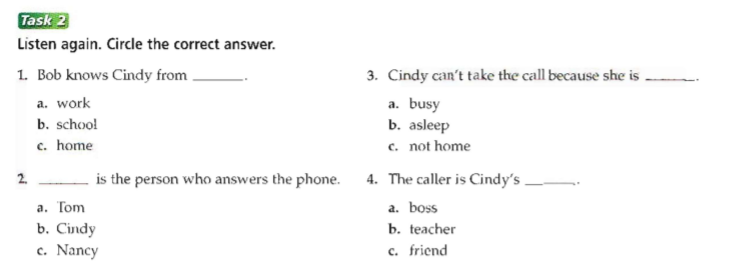 Task 2
Listen again. Circle the correct answer.
1. Bob knows Cindy from ______.
a. work
b. school
c. home
2. ______ is the person who answers the phone.
a. Tom
b. Cindy
c. Nancy
3. Cindy can't take the call because she is ______.
a. busy
b. asleep
c. not home
4. The caller is Cindy's ______.
a. boss
b. teacher
c. friend